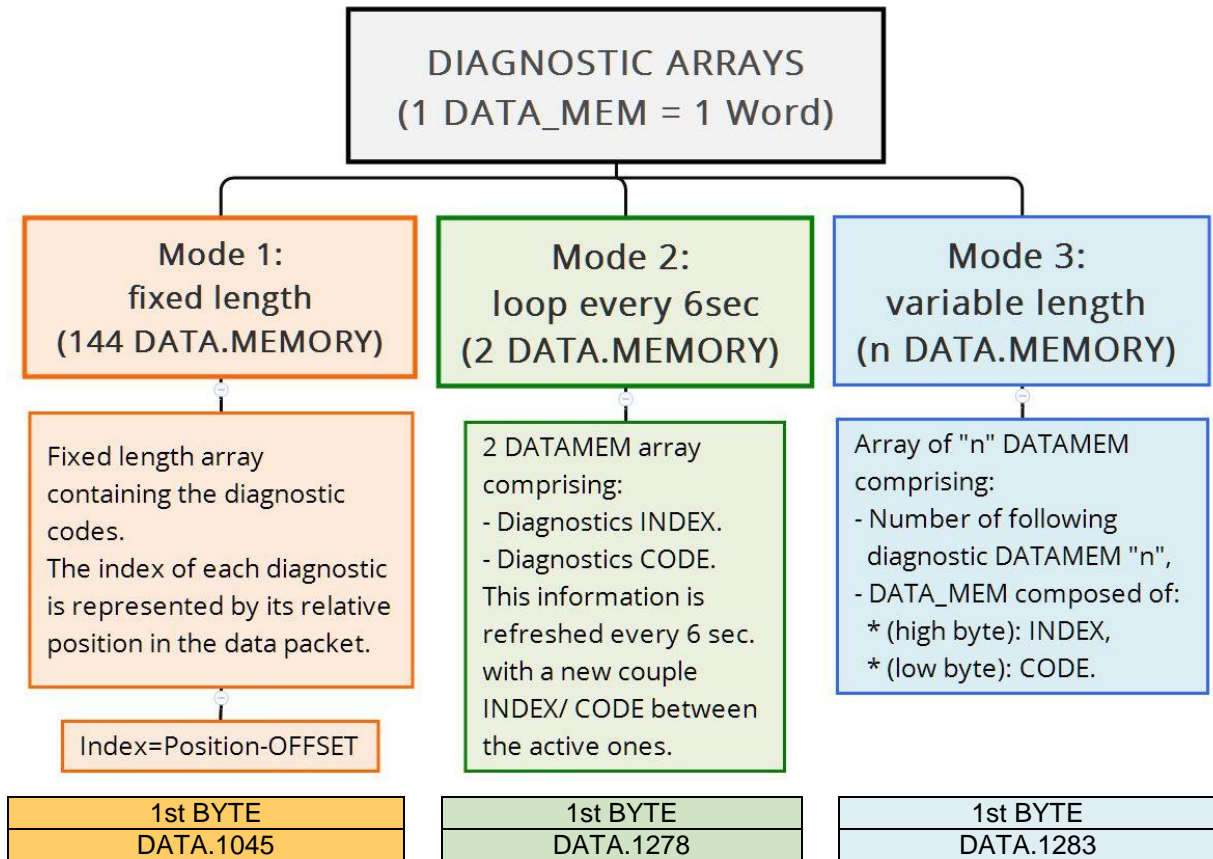 DIAGNOSTIC ARRAYS
(1 DATA_MEM = 1 Word)
Mode 1:
fixed length
(144 DATA.MEMORY)
Fixed length array
containing the diagnostic
codes.
The index of each diagnostic
is represented by its relative
position in the data packet.
Index=Position-OFFSET
1st BYTE
DATA.1045
Mode 2:
loop every 6sec
(2 DATA.MEMORY)
2 DATAMEM array
comprising:
- Diagnostics INDEX.
- Diagnostics CODE.
This information is
refreshed every 6 sec.
with a new couple
INDEX/ CODE between
the active ones.
1st BYTE
DATA.1278
Mode 3:
variable length
(n DATA.MEMORY)
Array of "n" DATAMEM
comprising:
- Number of following
diagnostic DATAMEM "n",
- DATA_MEM composed of:
* (high byte): INDEX,
* (low byte): CODE.
1st BYTE
DATA.1283